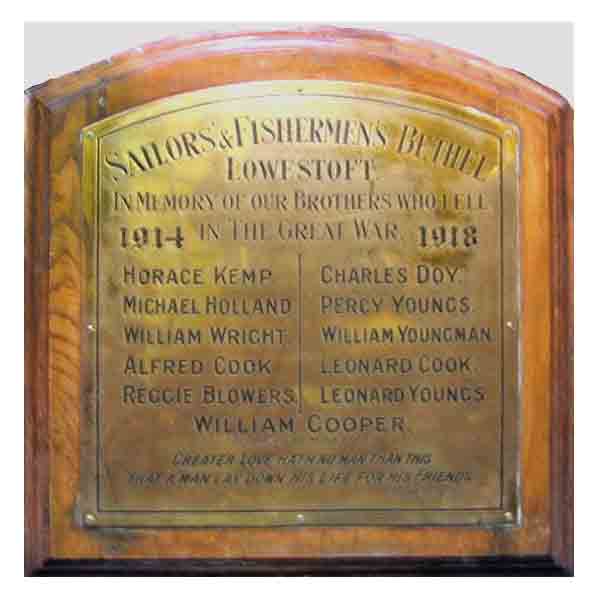 SAILORS' & FISHERMEN'S BETHEL
LOWESTOFT.
IN MEMORY OF OUR BROTHERS WHO FELL
1914 IN THE GREAT WAR. 1918
HORACE KEMP. CHARLES DOY.
MICHAEL HOLLAND PERCY YOUNGS.
WILLIAM WRIGHT. WILLIAM YOUNGMAN.
ALFRED COOK. LEONARD COOK.
REGGIE BLOWERS. LEONARD YOUNGS
WILLIAM COOPER.
GREATER LOVE HATH NO MAN THAN THIS
THAT A MAN LAY DOWN HIS LIFE FOR HIS FRIENDS.